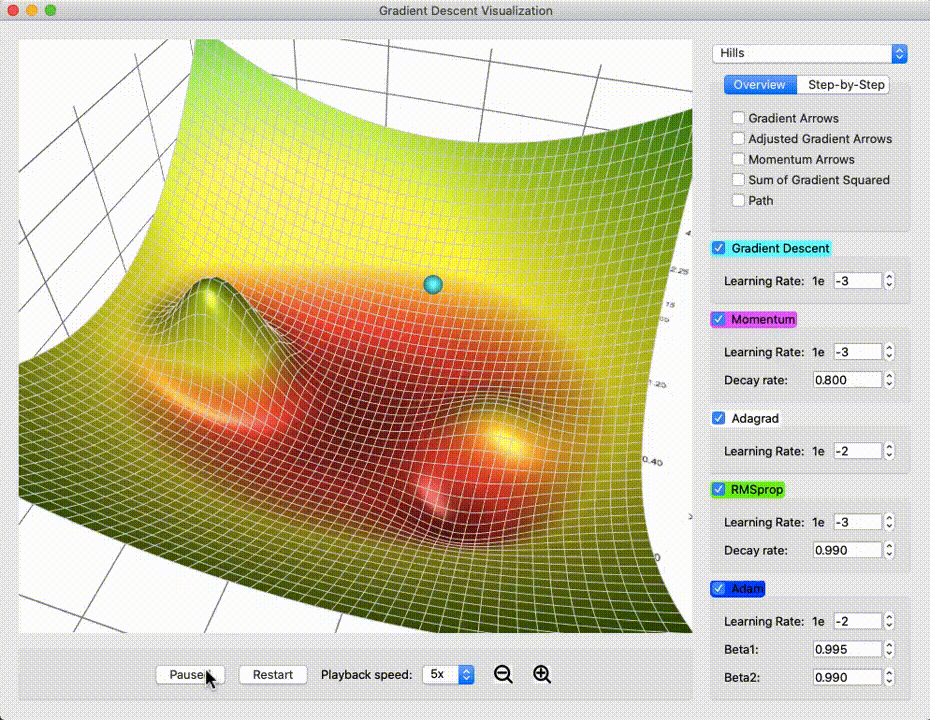 Gradient Descent Visualization
Hills
Overview Step-by-Step
Gradient Arrows
Adjusted Gradient Arrows
Momentum Arrows
Sum of Gradient Squared
Path
Gradient Descent
Learning Rate: 1e -3
Momentum
Learning Rate: 1e -3
Decay rate: 0.800
Adagrad
Learning Rate: 1e -2
RMSprop
Learning Rate: 1e -3
Decay rate: 0.990
Adam
Learning Rate: 1e -2
Beta1: 0.995
Beta2: 0.990
2.25
1.20
0.40
0
Pause Restart Playback speed: 5x